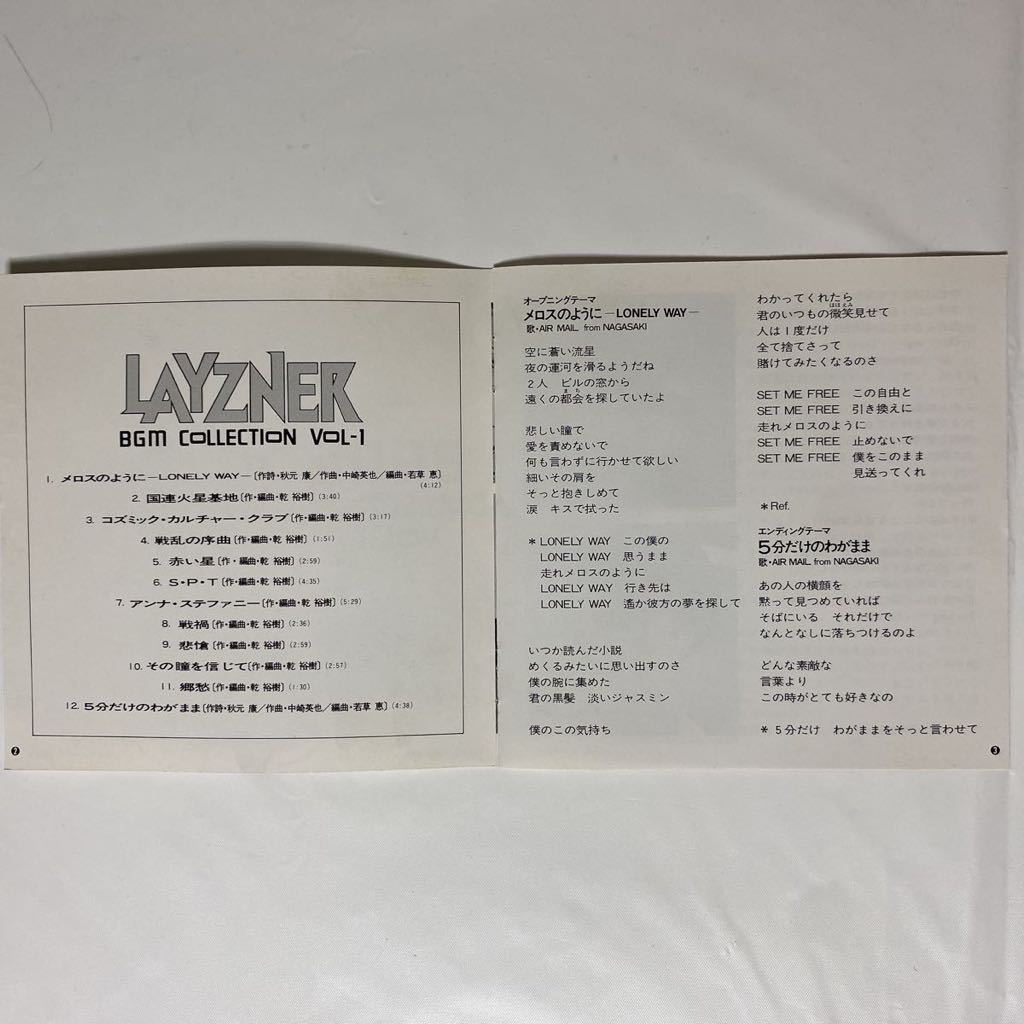 LAYZNER
BGM COLLECTION VOL-1
1. メロスのように—LONELY WAY—〔作詩・秋元 康／作曲・中崎英也／編曲・若草 恵〕
(4:12)
2. 国連火星基地〔作・編曲・乾 裕樹〕(3:40)
3. コズミック・カルチャー・クラブ〔作・編曲・乾 裕樹〕(3:17)
4. 戦乱の序曲〔作・編曲・乾 裕樹〕(1:51)
5. 赤い星〔作・編曲・乾 裕樹〕(2:59)
6. S・P・T〔作・編曲・乾 裕樹〕(4:35)
7. アンナ・ステファニー〔作・編曲・乾 裕樹〕(5:29)
8. 戦禍〔作・編曲・乾 裕樹〕(2:36)
9. 悲愴〔作・編曲・乾 裕樹〕(2:59)
10. その瞳を信じて〔作・編曲・乾 裕樹〕(2:57)
11. 郷愁〔作・編曲・乾 裕樹〕(1:30)
12. 5分だけのわがまま〔作詩・秋元 康／作曲・中崎英也／編曲・若草 恵〕(4:38)
❷
オープニングテーマ
メロスのように—LONELY WAY—
歌・AIR MAIL from NAGASAKI
空に蒼い流星
夜の運河を滑るようだね
2人　ビルの窓から
まち
遠くの都会を探していたよ
悲しい瞳で
愛を責めないで
何も言わずに行かせて欲しい
細いその肩を
そっと抱きしめて
涙　キスで拭った
＊LONELY WAY　この僕の
LONELY WAY　思うまま
走れメロスのように
LONELY WAY　行き先は
LONELY WAY　遙か彼方の夢を探して
いつか読んだ小説
めくるみたいに思い出すのさ
僕の腕に集めた
君の黒髪　淡いジャスミン
僕のこの気持ち
わかってくれたら
ほほえみ
君のいつもの微笑見せて
人は1度だけ
全て捨てさって
賭けてみたくなるのさ
SET ME FREE　この自由と
SET ME FREE　引き換えに
走れメロスのように
SET ME FREE　止めないで
SET ME FREE　僕をこのまま
見送ってくれ
＊Ref.
エンディングテーマ
5分だけのわがまま
歌・AIR MAIL from NAGASAKI
あの人の横顔を
黙って見つめていれば
そばにいる　それだけで
なんとなしに落ちつけるのよ
どんな素敵な
言葉より
この時がとても好きなの
＊5分だけ　わがままをそっと言わせて
❸